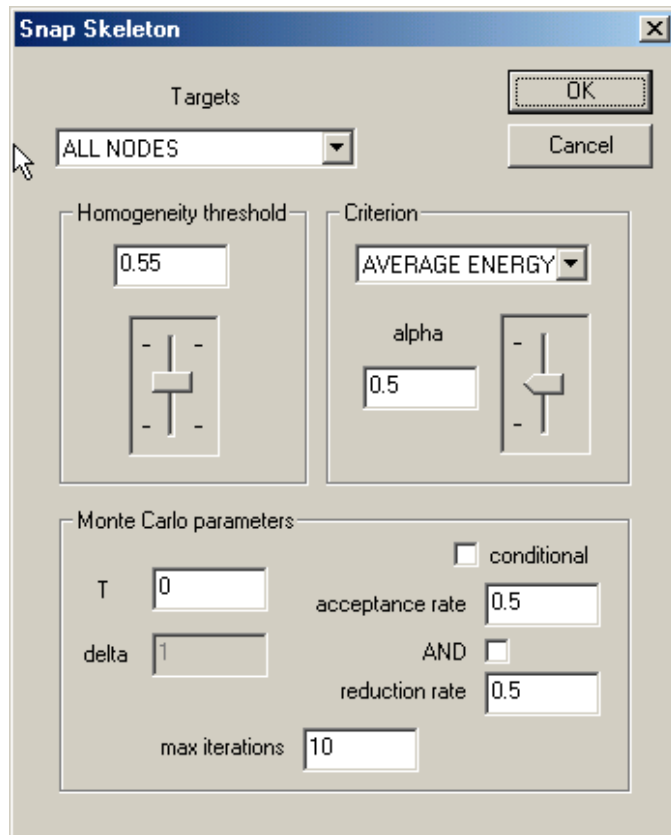 Snap Skeleton
Targets
OK
ALL NODES
Cancel
Homogeneity threshold
Criterion
0.55
AVERAGE ENERGY
alpha
0.5
Monte Carlo parameters
conditional
T 0
acceptance rate 0.5
delta 1
AND
reduction rate 0.5
max iterations 10